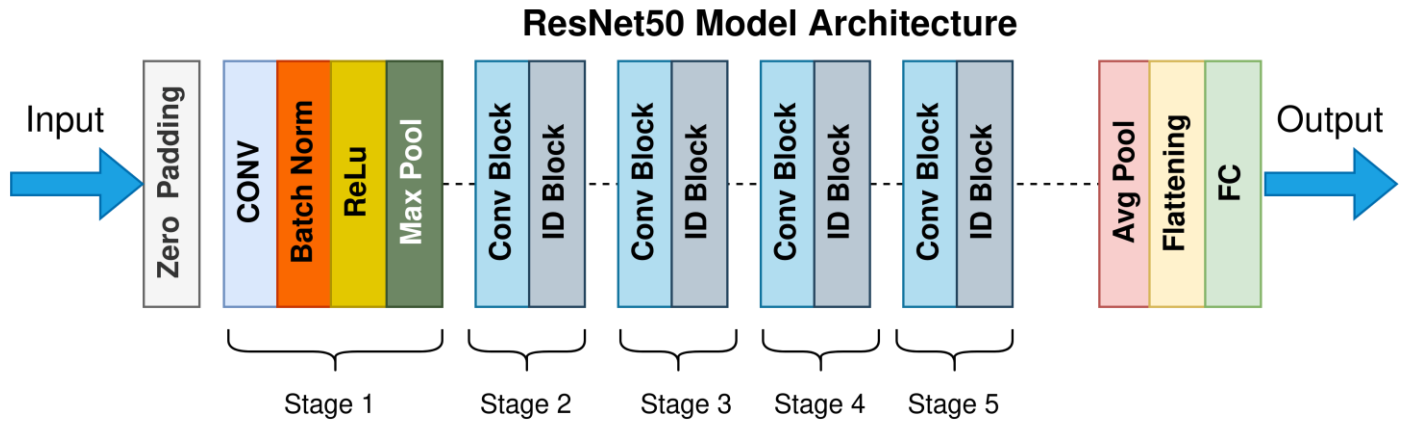 ResNet50 Model Architecture
Input
Zero Padding
CONV
Batch Norm
ReLu
Max Pool
Conv Block
ID Block
Conv Block
ID Block
Conv Block
ID Block
Conv Block
ID Block
Avg Pool
Flattening
FC
Output
Stage 1
Stage 2
Stage 3
Stage 4
Stage 5